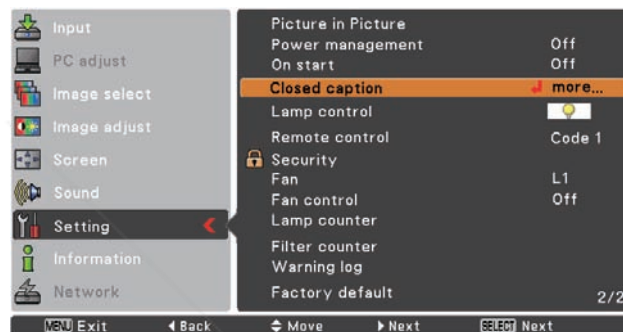 Input
PC adjust
Image select
Image adjust
Screen
Sound
Setting
Information
Network
Picture in Picture
Power management Off
On start Off
Closed caption more...
Lamp control
Remote control Code 1
Security
Fan L1
Fan control Off
Lamp counter
Filter counter
Warning log
Factory default 2/2
MENU Exit Back Move Next SELECT Next